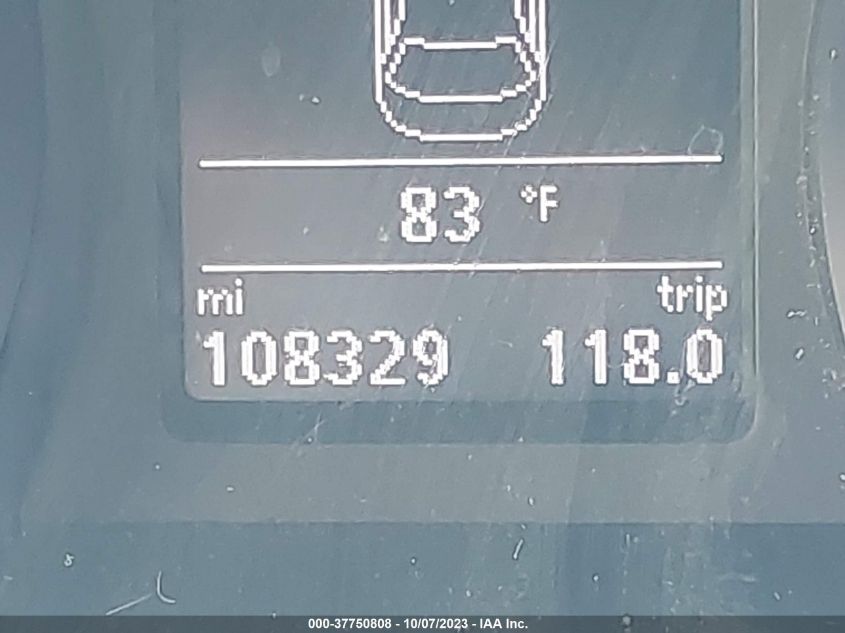 83 °F
mi trip
108329 118.0
000-37750808 - 10/07/2023 - IAA Inc.